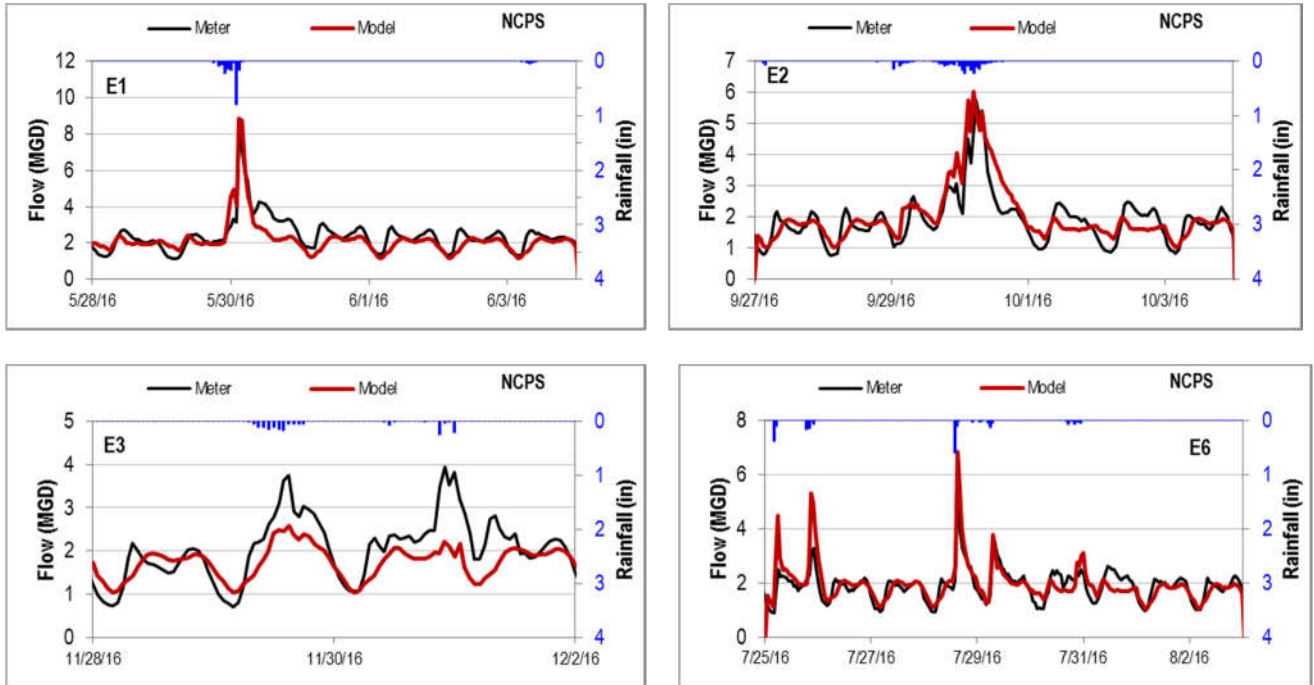 Meter Model NCPS
E1
Flow (MGD)
12
10
8
6
4
2
0
5/28/16 5/30/16 6/1/16 6/3/16
0
1
2
3
4
Rainfall (in)
Meter Model NCPS
E2
Flow (MGD)
7
6
5
4
3
2
1
0
9/27/16 9/29/16 10/1/16 10/3/16
0
1
2
3
4
Rainfall (in)
Meter Model NCPS
E3
Flow (MGD)
5
4
3
2
1
0
11/28/16 11/30/16 12/2/16
0
1
2
3
4
Rainfall (in)
Meter Model NCPS
E6
Flow (MGD)
8
6
4
2
0
7/25/16 7/27/16 7/29/16 7/31/16 8/2/16
0
1
2
3
4
Rainfall (in)